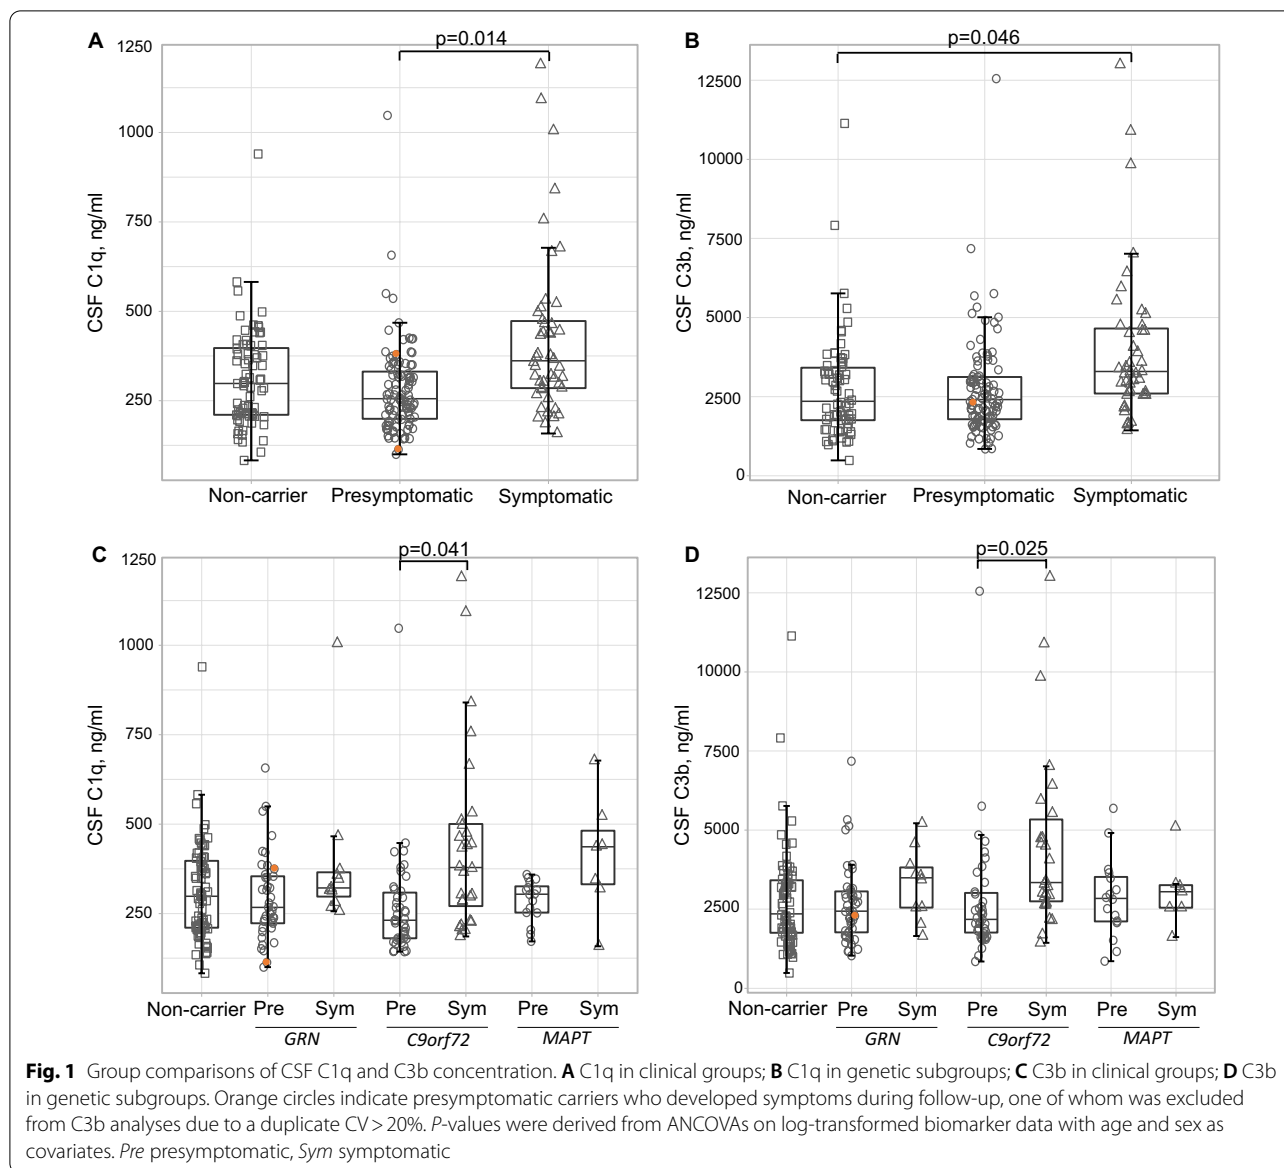 A
1250
p=0.014
1000
750
500
250
CSF C1q, ng/ml
Non-carrier Presymptomatic Symptomatic
B
p=0.046
12500
10000
7500
5000
2500
0
CSF C3b, ng/ml
Non-carrier Presymptomatic Symptomatic
C
1250
p=0.041
1000
750
500
250
CSF C1q, ng/ml
Non-carrier Pre Sym Pre Sym Pre Sym
GRN C9orf72 MAPT
D
p=0.025
12500
10000
7500
5000
2500
0
CSF C3b, ng/ml
Non-carrier Pre Sym Pre Sym Pre Sym
GRN C9orf72 MAPT
Fig. 1 Group comparisons of CSF C1q and C3b concentration. A C1q in clinical groups; B C1q in genetic subgroups; C C3b in clinical groups; D C3b
in genetic subgroups. Orange circles indicate presymptomatic carriers who developed symptoms during follow-up, one of whom was excluded
from C3b analyses due to a duplicate CV > 20%. P-values were derived from ANCOVAs on log-transformed biomarker data with age and sex as
covariates. Pre presymptomatic, Sym symptomatic